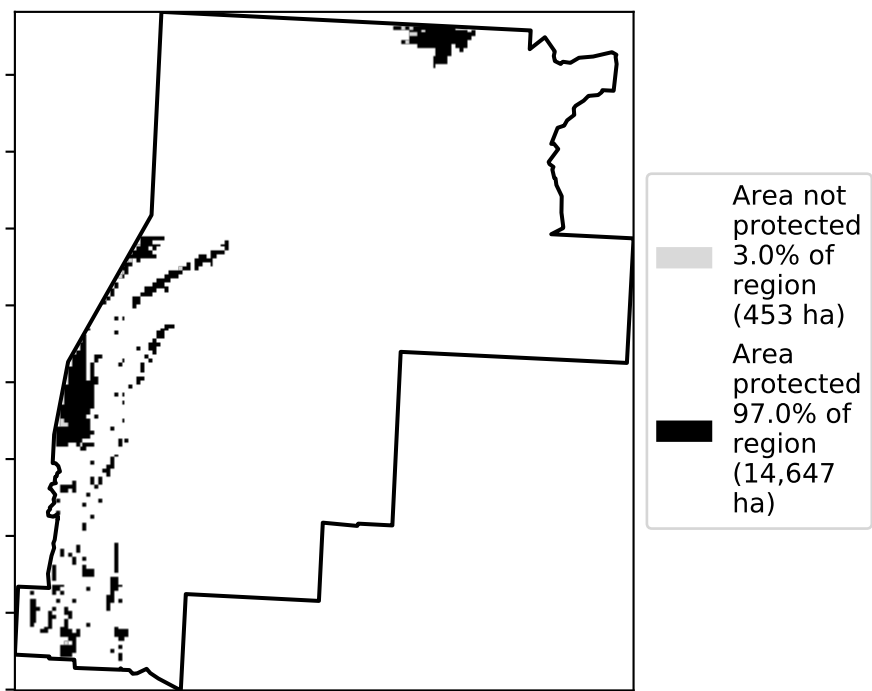 Area not
protected
3.0% of
region
(453 ha)
Area
protected
97.0% of
region
(14,647
ha)